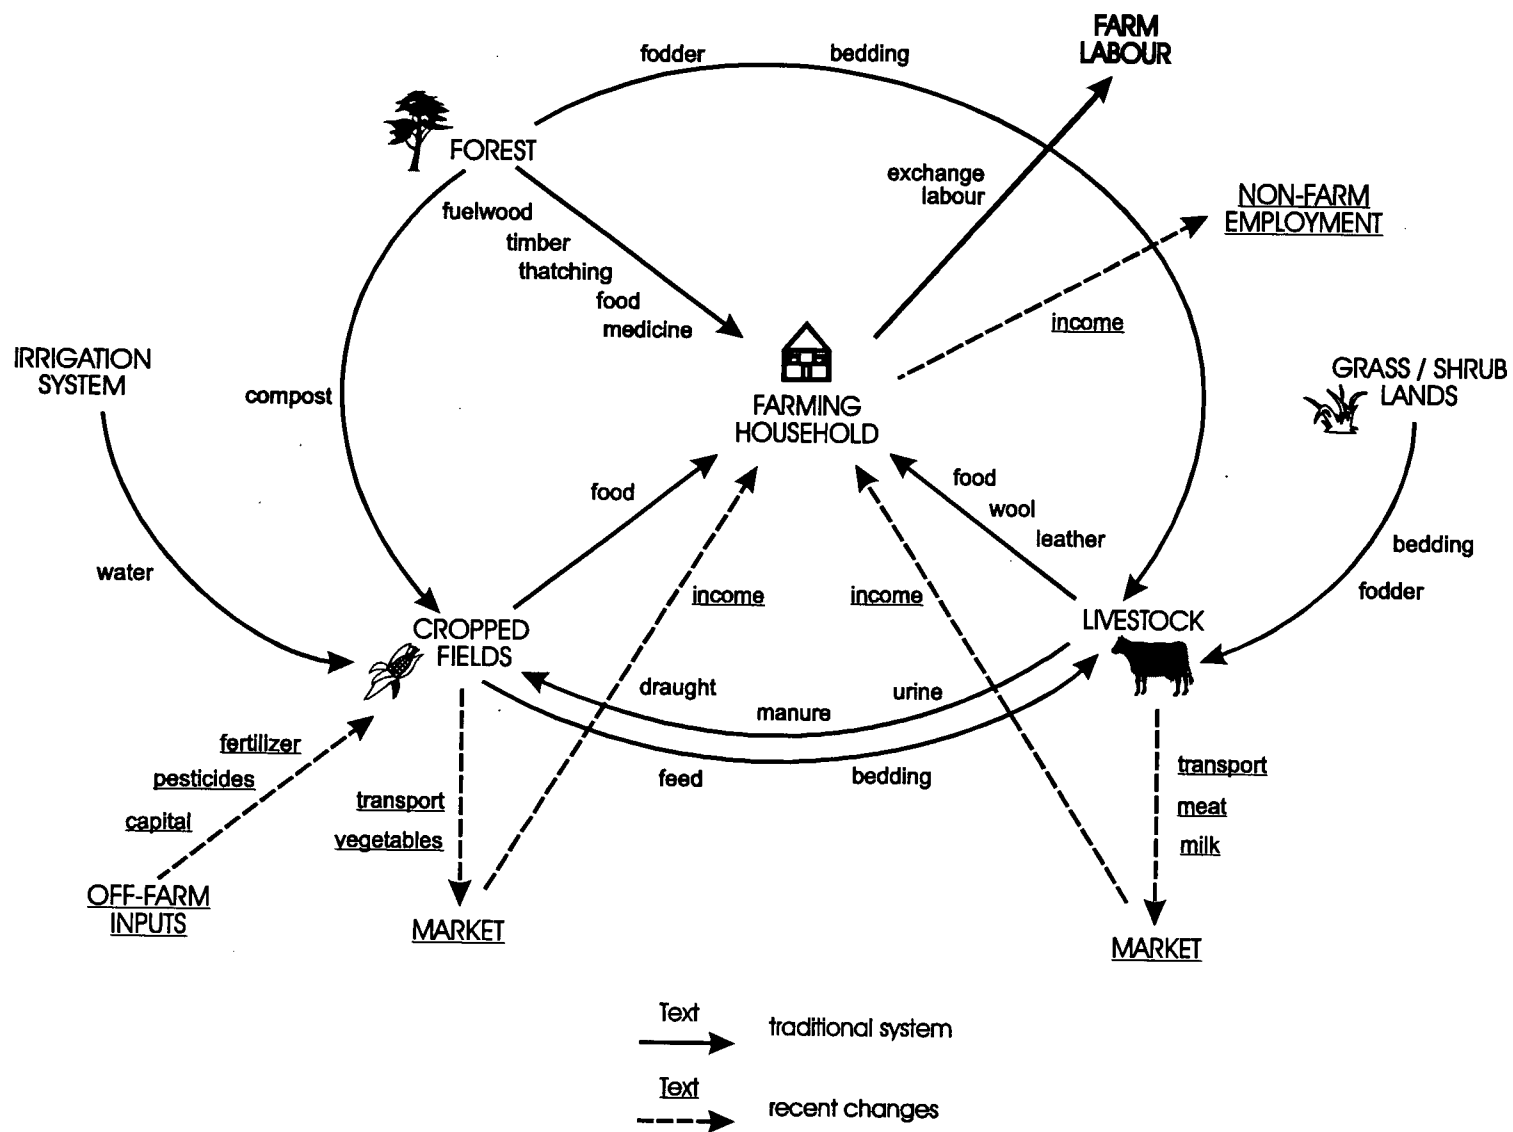 FARM
LABOUR
fodder
bedding
FOREST
exchange
labour
NON-FARM
EMPLOYMENT
fuelwood
timber
thatching
food
medicine
income
IRRIGATION
SYSTEM
GRASS / SHRUB
LANDS
compost
FARMING
HOUSEHOLD
food
food
wool
leather
bedding
water
fodder
income
income
CROPPED
FIELDS
LIVESTOCK
draught
manure
urine
fertilizer
pesticides
capital
feed
bedding
transport
vegetables
transport
meat
milk
OFF-FARM
INPUTS
MARKET
MARKET
Text
traditional system
Text
recent changes